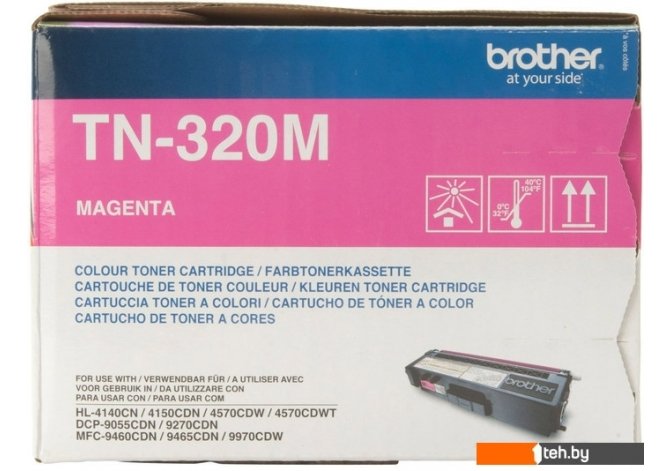 brother
at your side
à vos côtés
TN-320M
MAGENTA
40°C
104°F
0°C
32°F
COLOUR TONER CARTRIDGE / FARBTONERKASSETTE
CARTOUCHE DE TONER COULEUR / KLEUREN TONER CARTRIDGE
CARTUCCIA TONER A COLORI / CARTUCHO DE TÓNER A COLOR
CARTUCHO DE TONER A CORES
FOR USE WITH / VERWENDBAR FÜR / A UTILISER AVEC
VOOR GEBRUIK IN / DA UTILIZZARE CON
PARA USAR CON / PARA USAR COM
HL-4140CN / 4150CDN / 4570CDW / 4570CDWT
DCP-9055CDN / 9270CDN
MFC-9460CDN / 9465CDN / 9970CDW
brother
1teh.by